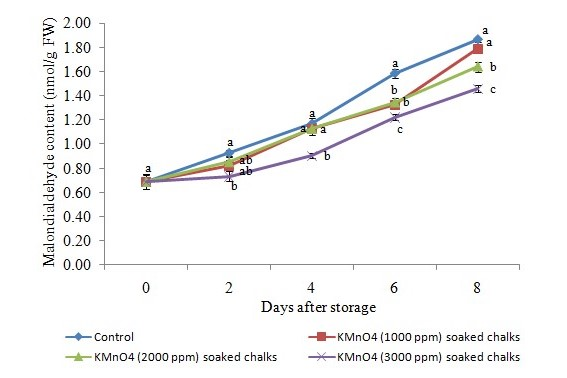 2.00
1.80
1.60
1.40
1.20
1.00
0.80
0.60
0.40
0.20
0.00
Malondialdehyde content (nmol/g FW)
a
a
ab
ab
b
a
a
a
b
a
b
b
c
a
a
b
c
0 2 4 6 8
Days after storage
Control
KMnO4 (1000 ppm) soaked chalks
KMnO4 (2000 ppm) soaked chalks
KMnO4 (3000 ppm) soaked chalks